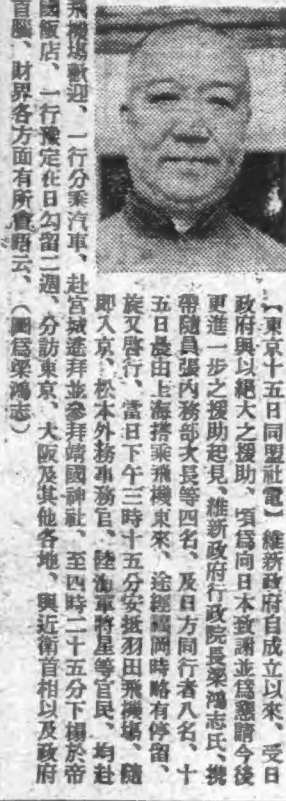 【東京十五日同盟社電】維新政府自成立以來、受日
政府與以絕大之援助、頃爲向日本致謝並爲懇請今後
更進一步之援助起見、維新政府行政院長梁鴻志氏、携
帶隨員張內務部次長等四名、及日方同行者八名、十
五日晨由上海搭乘飛機東來、途經福岡時略有停留、
旋又啓行、當日下午三時十五分安抵羽田飛機場、隨
即入京、松本外務事務官、陸海軍將星等官民、均赴
飛機場歡迎、一行分乘汽車、赴宮城遙拜並參拜靖國神社、至四時二十五分下榻於帝
國飯店、一行豫定在日勾留二週、分訪東京、大阪及其他各地、與近衛首相以及政府
首腦、財界各方面有所會晤云、（圖爲梁鴻志）